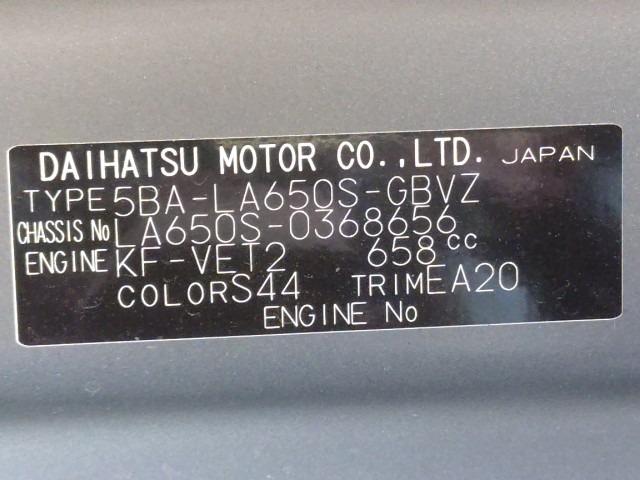 DAIHATSU MOTOR CO.,LTD. JAPAN
TYPE 5BA-LA650S-GBVZ
CHASSIS No LA650S-0368656
ENGINE KF-VET2 658cc
COLOR S44 TRIM EA20
ENGINE No